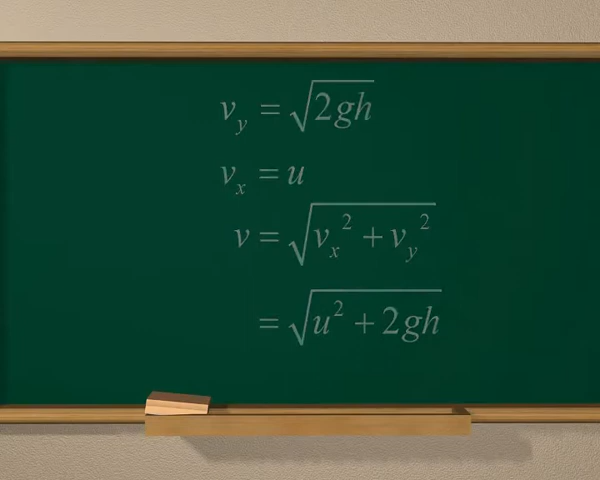 v_y = √(2gh)
v_x = u
v = √(v_x² + v_y²)
= √(u² + 2gh)